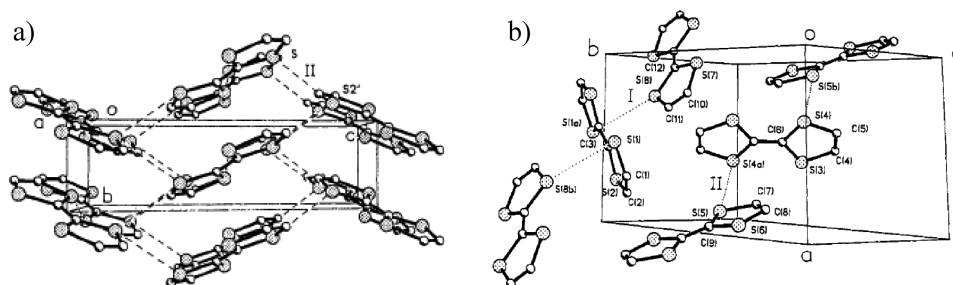 a)
s
II
S2'
o
a
c
b
b)
b
o
C(12)
S(8)
S(7)
S(5b)
I
C(10)
C(11)
S(1a)
C(3)
S(1)
S(4)
C(6)
C(5)
C(4)
S(4a)
S(3)
S(8b)
S(2)
C(1)
C(2)
II
C(7)
S(5)
C(8)
S(6)
C(9)
a